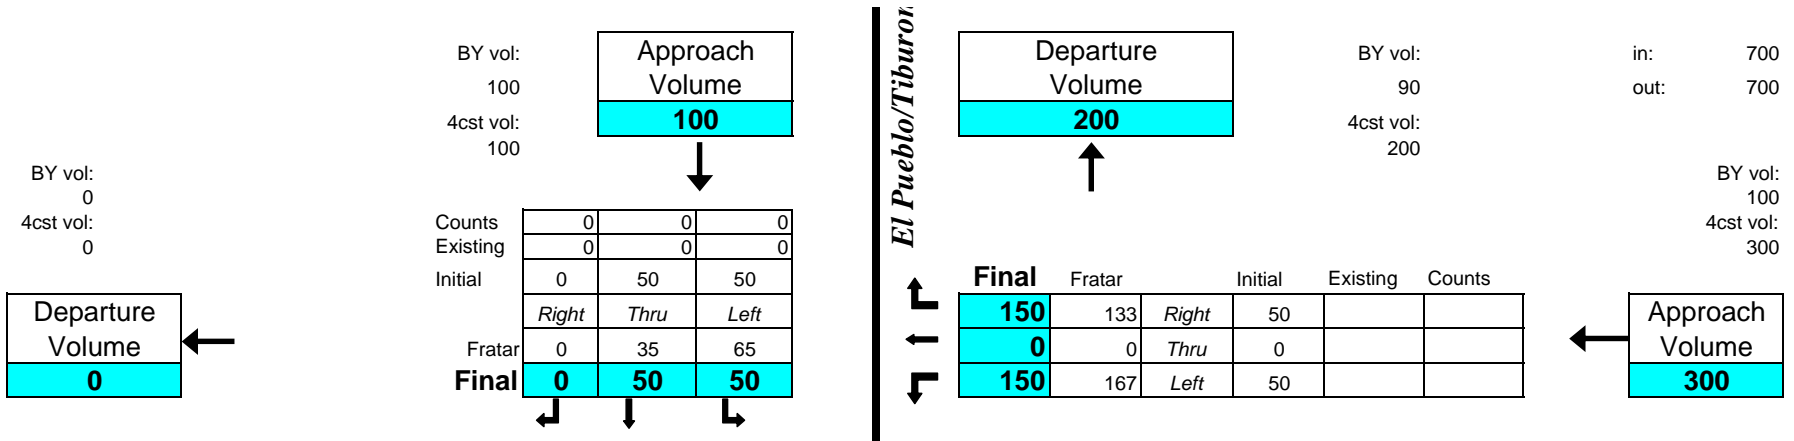 BY vol:
100
4cst vol:
100
Approach
Volume
100
El Pueblo/Tiburon
Departure
Volume
200
BY vol:
90
4cst vol:
200
in: 700
out: 700
BY vol:
0
4cst vol:
0
BY vol:
100
4cst vol:
300
Counts 0 0 0
Existing 0 0 0
Initial 0 50 50
Right Thru Left
Fratar 0 35 65
Final 0 50 50
Departure
Volume
0
Final Fratar Initial Existing Counts
150 133 Right 50
0 0 Thru 0
150 167 Left 50
Approach
Volume
300